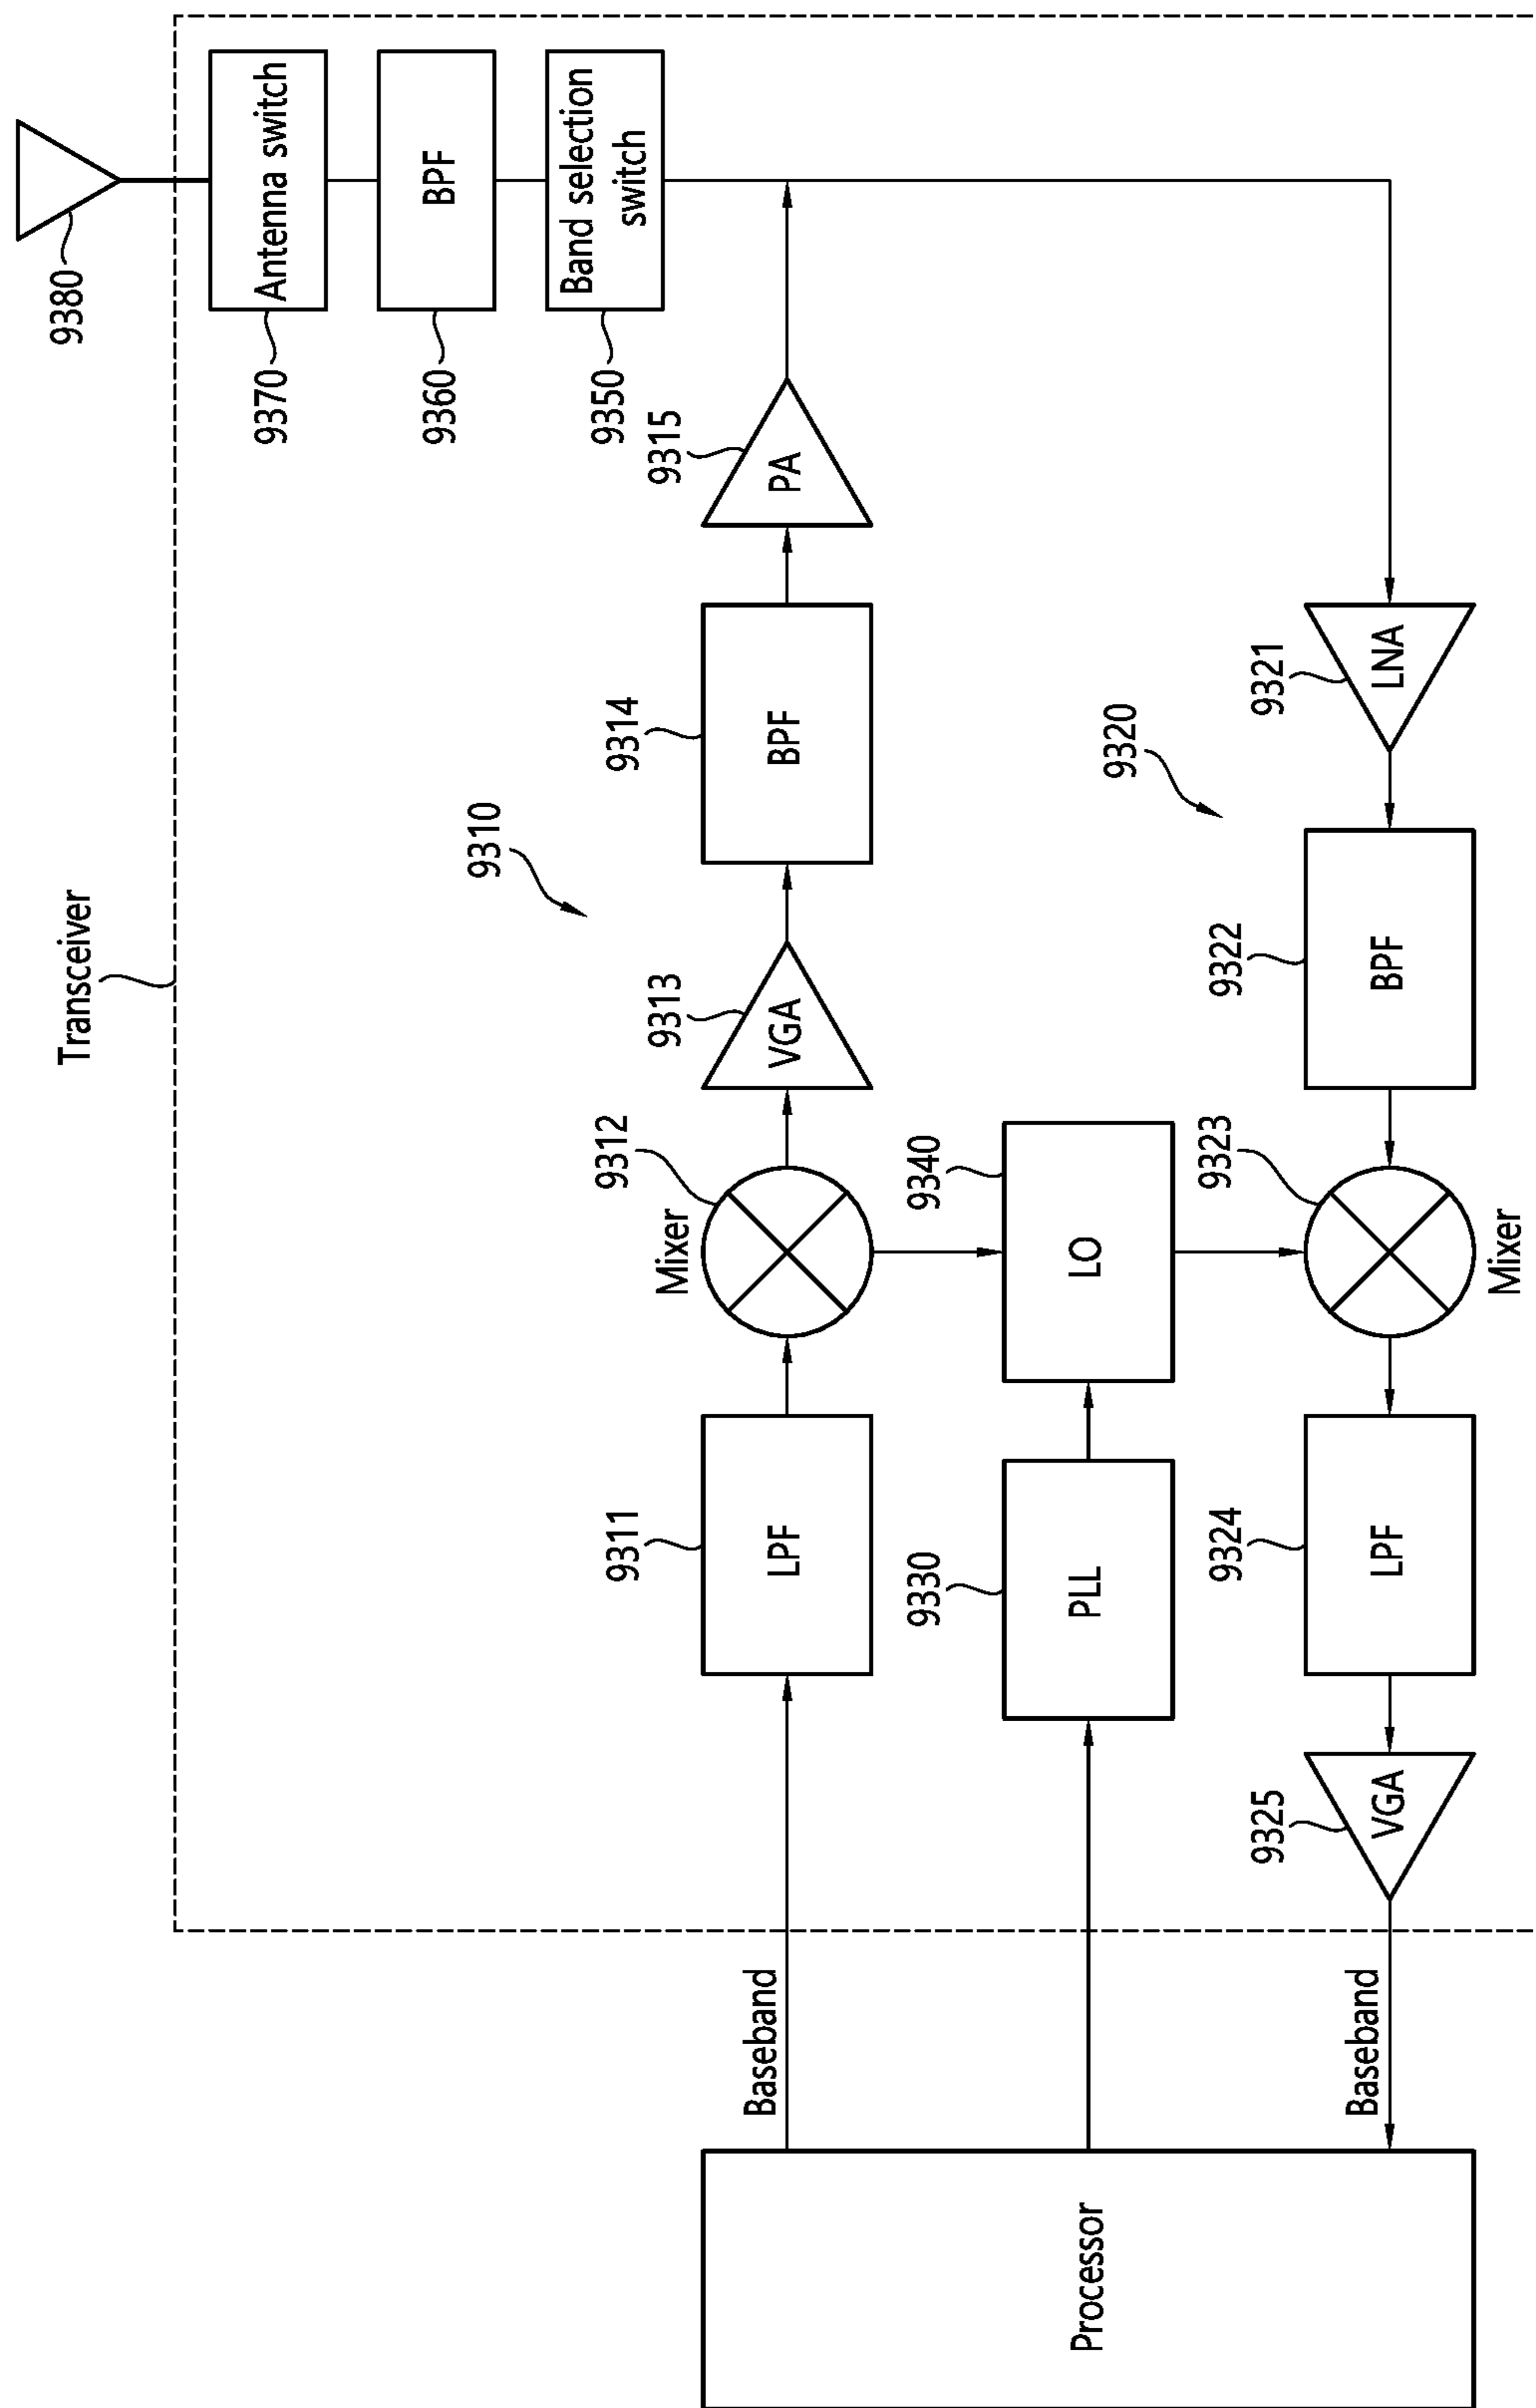 Transceiver
9380
Antenna switch
9370
BPF
9360
Band selection
switch
9350
9310
Baseband
LPF
9311
Mixer
9312
VGA
9313
BPF
9314
PA
9315
Processor
PLL
9330
LO
9340
9320
LNA
9321
BPF
9322
Mixer
9323
LPF
9324
VGA
9325
Baseband